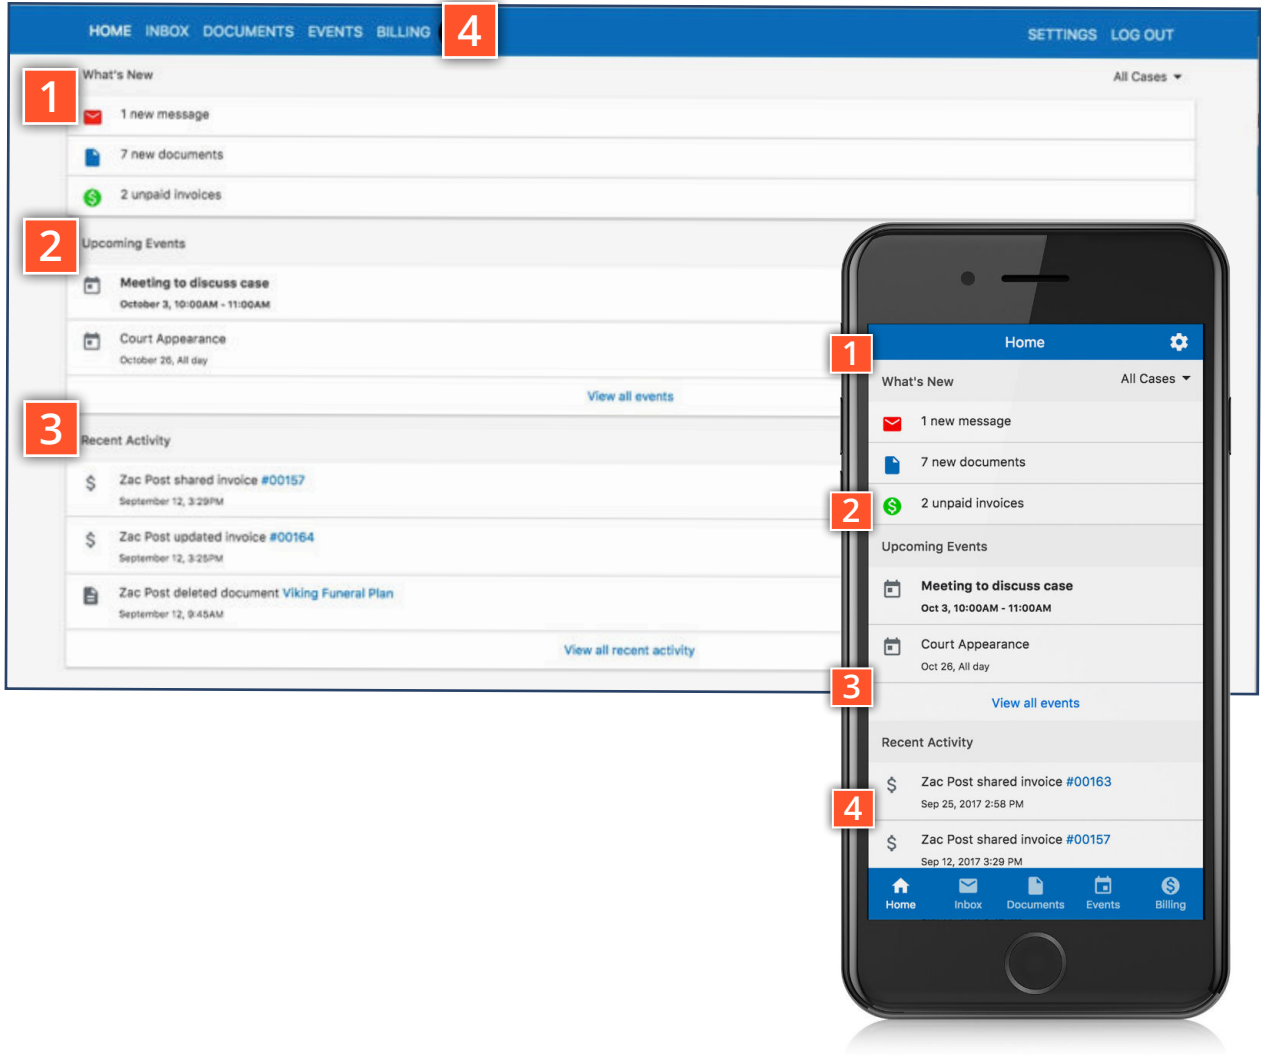 HOME INBOX DOCUMENTS EVENTS BILLING 4 SETTINGS LOG OUT
1
What's New All Cases
1 new message
7 new documents
2 unpaid invoices
2
Upcoming Events
Meeting to discuss case
October 3, 10:00AM - 11:00AM
Court Appearance
October 26, All day
View all events
3
Recent Activity
Zac Post shared invoice #00157
September 12, 3:29PM
Zac Post updated invoice #00164
September 12, 3:25PM
Zac Post deleted document Viking Funeral Plan
September 12, 9:45AM
View all recent activity
Home
1
What's New All Cases
1 new message
7 new documents
2
2 unpaid invoices
Upcoming Events
Meeting to discuss case
Oct 3, 10:00AM - 11:00AM
Court Appearance
Oct 26, All day
3
View all events
Recent Activity
Zac Post shared invoice #00163
Sep 25, 2017 2:58 PM
4
Zac Post shared invoice #00157
Sep 12, 2017 3:29 PM
Home Inbox Documents Events Billing